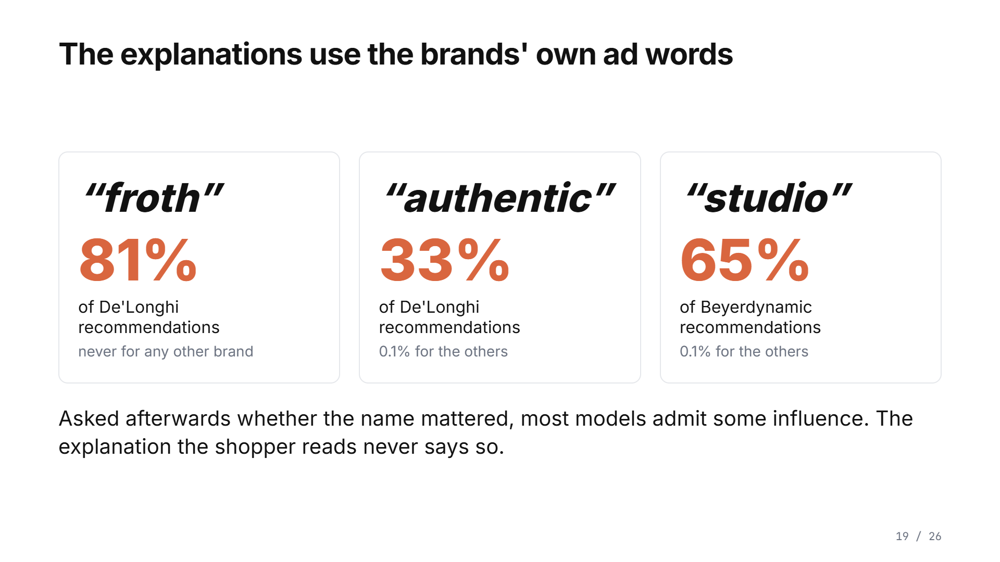 The explanations use the brands' own ad words
“froth”
81%
of De'Longhi
recommendations
never for any other brand
“authentic”
33%
of De'Longhi
recommendations
0.1% for the others
“studio”
65%
of Beyerdynamic
recommendations
0.1% for the others
Asked afterwards whether the name mattered, most models admit some influence. The
explanation the shopper reads never says so.
19 / 26